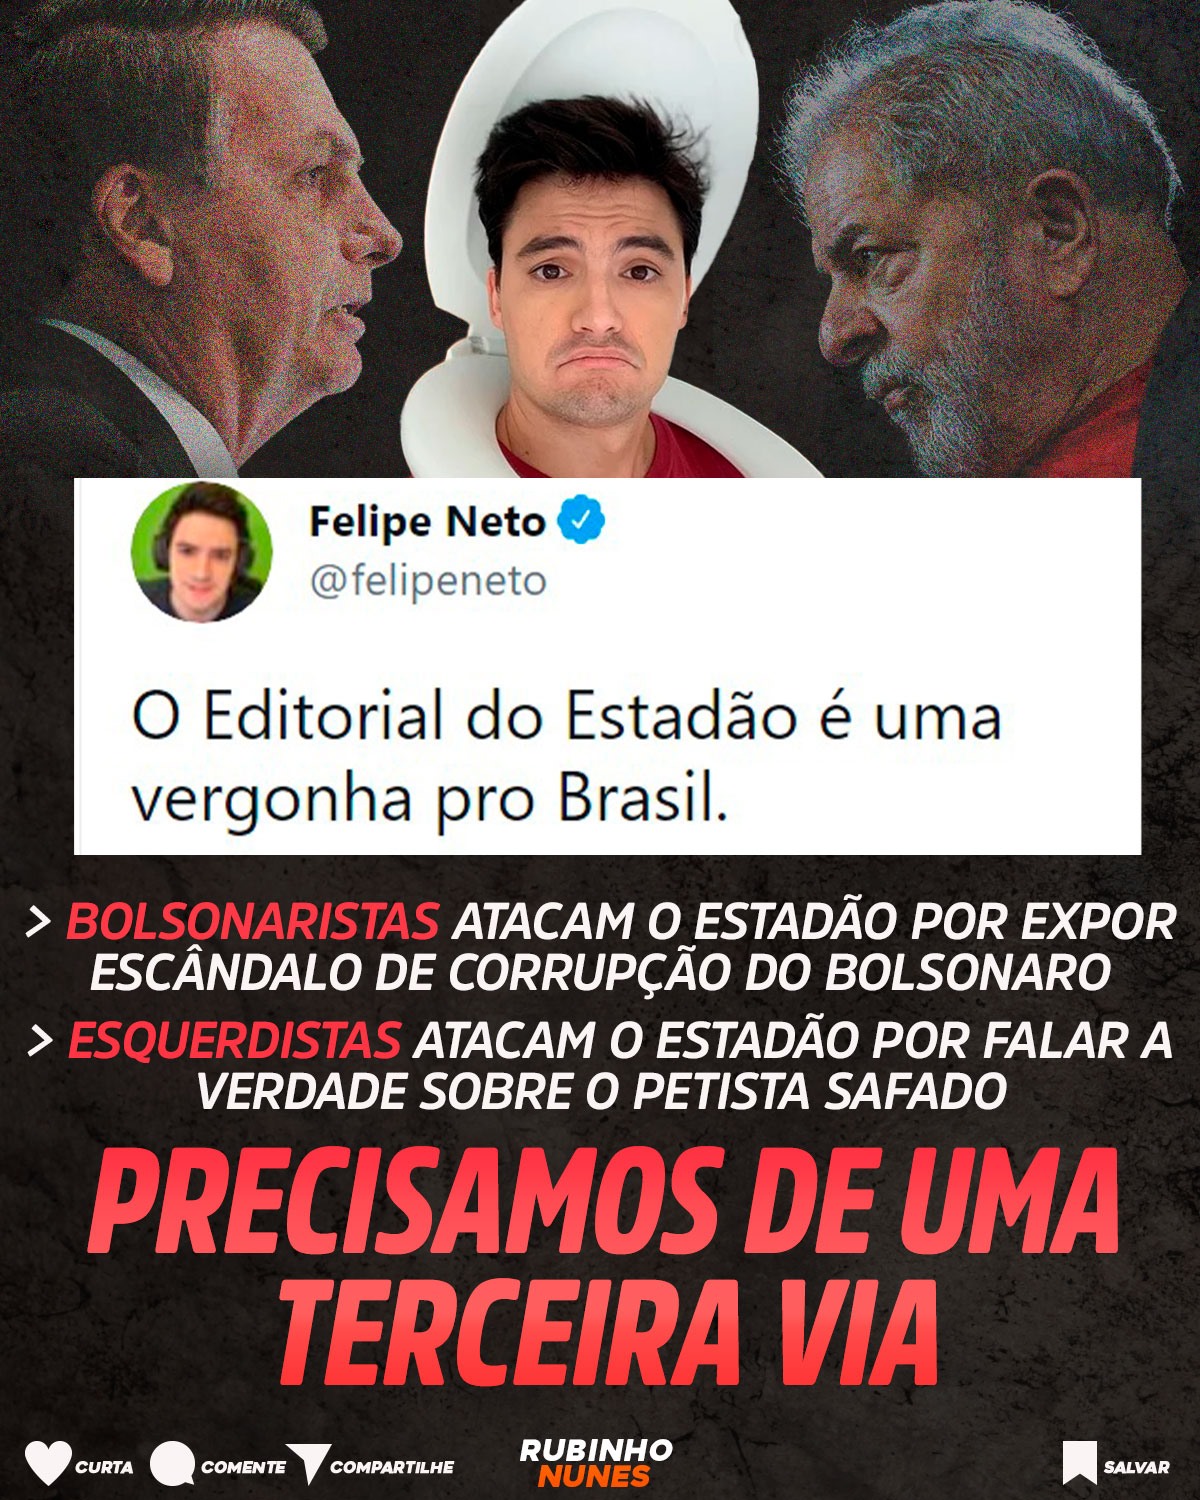 Felipe Neto
@felipeneto
O Editorial do Estadão é uma
vergonha pro Brasil.
> BOLSONARISTAS ATACAM O ESTADÃO POR EXPOR
ESCÂNDALO DE CORRUPÇÃO DO BOLSONARO
> ESQUERDISTAS ATACAM O ESTADÃO POR FALAR A
VERDADE SOBRE O PETISTA SAFADO
PRECISAMOS DE UMA
TERCEIRA VIA
CURTA COMENTE COMPARTILHE
RUBINHO
NUNES
SALVAR